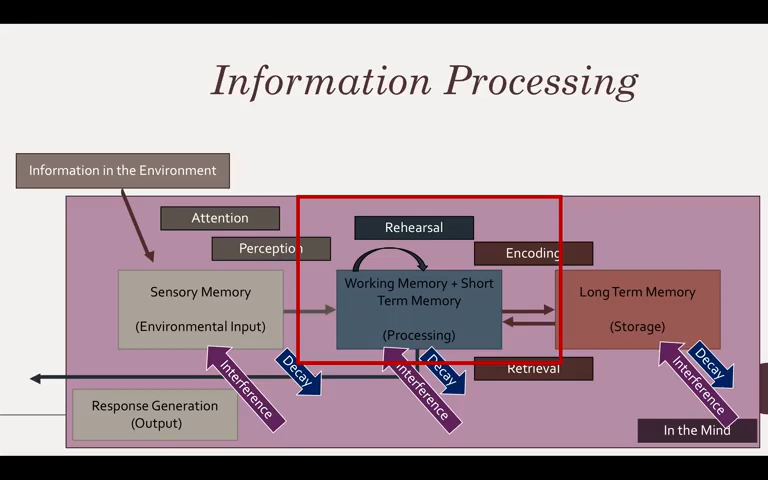 Information Processing
Information in the Environment
Attention
Rehearsal
Perception
Encoding
Sensory Memory
(Environmental Input)
Working Memory + Short
Term Memory
(Processing)
Long Term Memory
(Storage)
Decay
Interference
Decay
Interference
Retrieval
Decay
Interference
Response Generation
(Output)
In the Mind